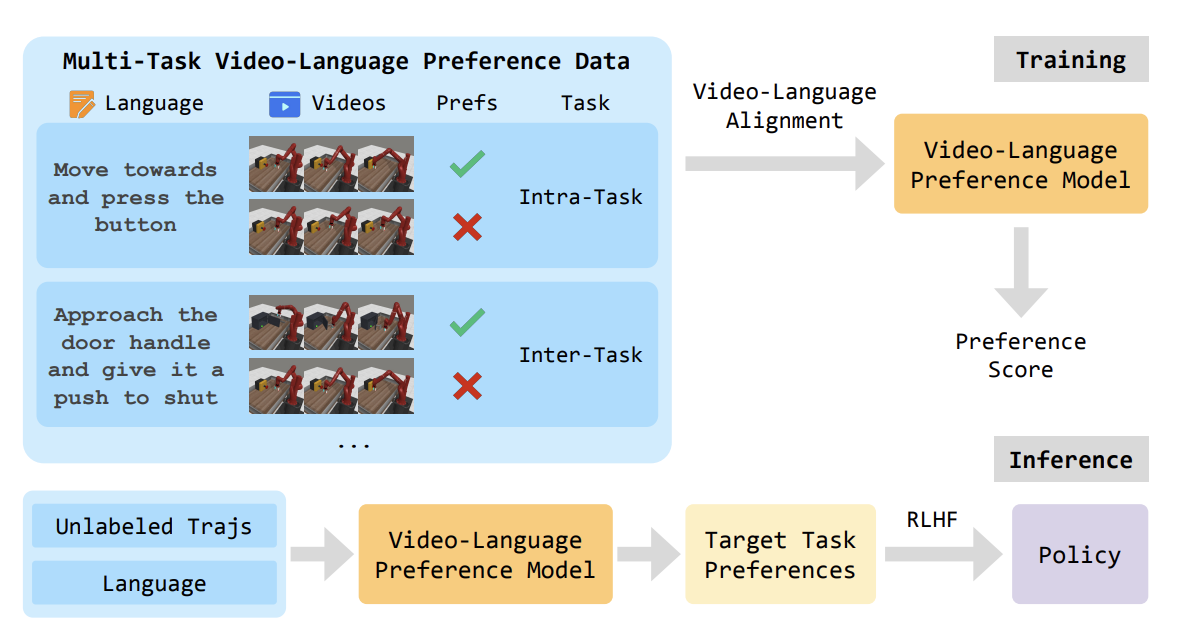 Multi-Task Video-Language Preference Data
Language Videos Prefs Task
Move towards
and press the
button
Intra-Task
Approach the
door handle
and give it a
push to shut
Inter-Task
...
Video-Language
Alignment
Training
Video-Language
Preference Model
Preference
Score
Inference
Unlabeled Trajs
Language
Video-Language
Preference Model
Target Task
Preferences
RLHF
Policy